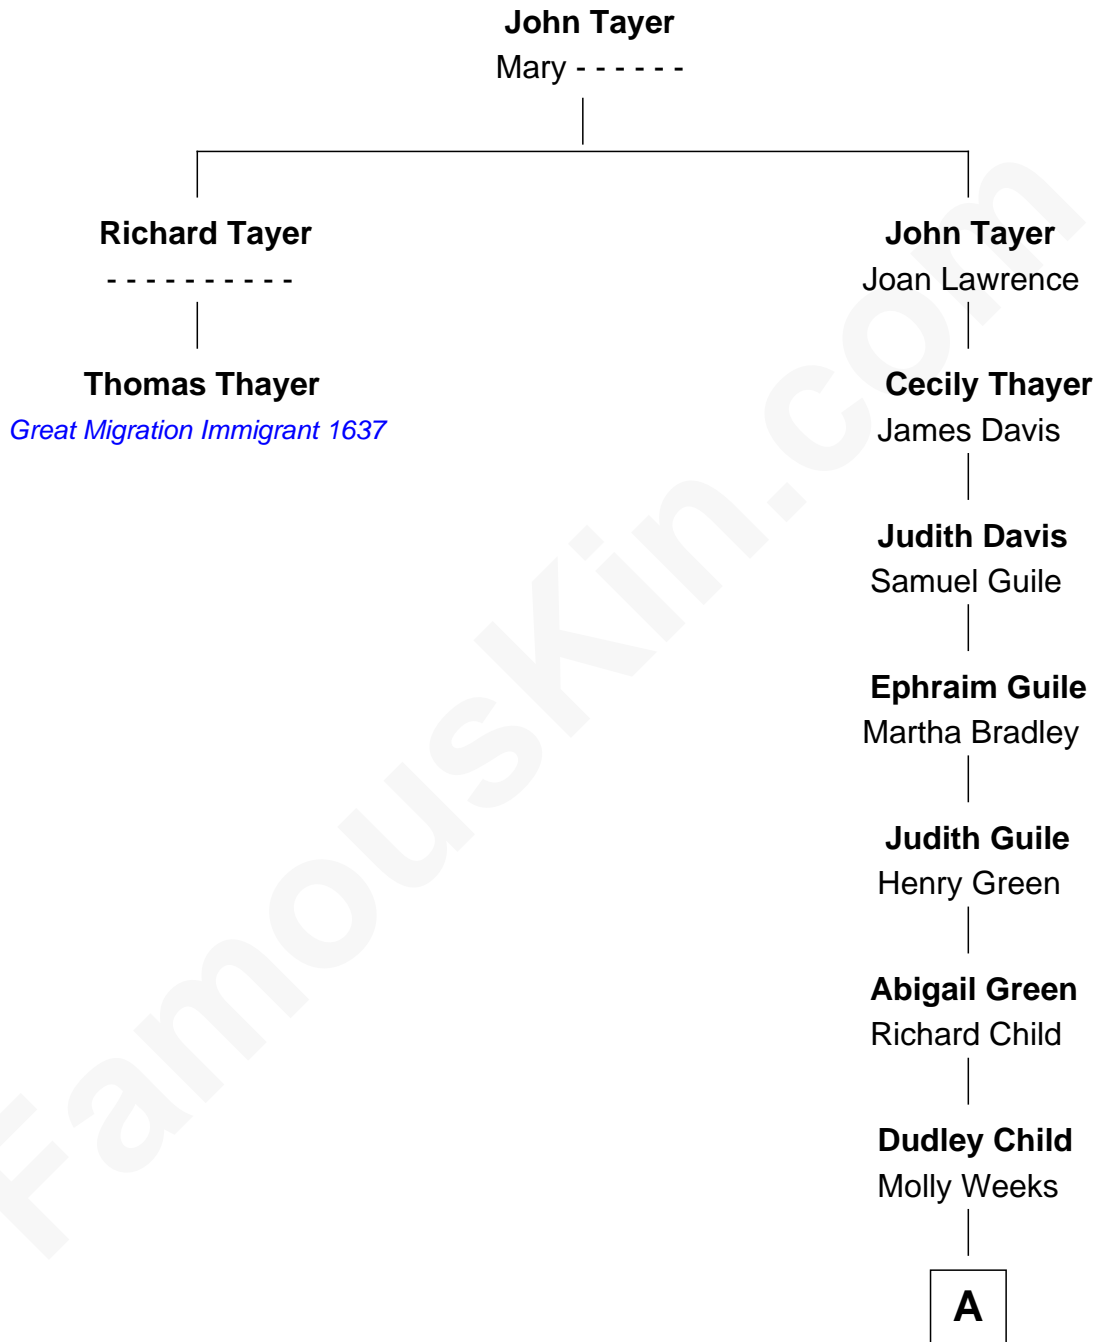 John Tayer
Mary - - - - - -
Richard Tayer
- - - - - - - - - -
Thomas Thayer
Great Migration Immigrant 1637
John Tayer
Joan Lawrence
Cecily Thayer
James Davis
Judith Davis
Samuel Guile
Ephraim Guile
Martha Bradley
Judith Guile
Henry Green
Abigail Green
Richard Child
Dudley Child
Molly Weeks
A
FamousKin.com